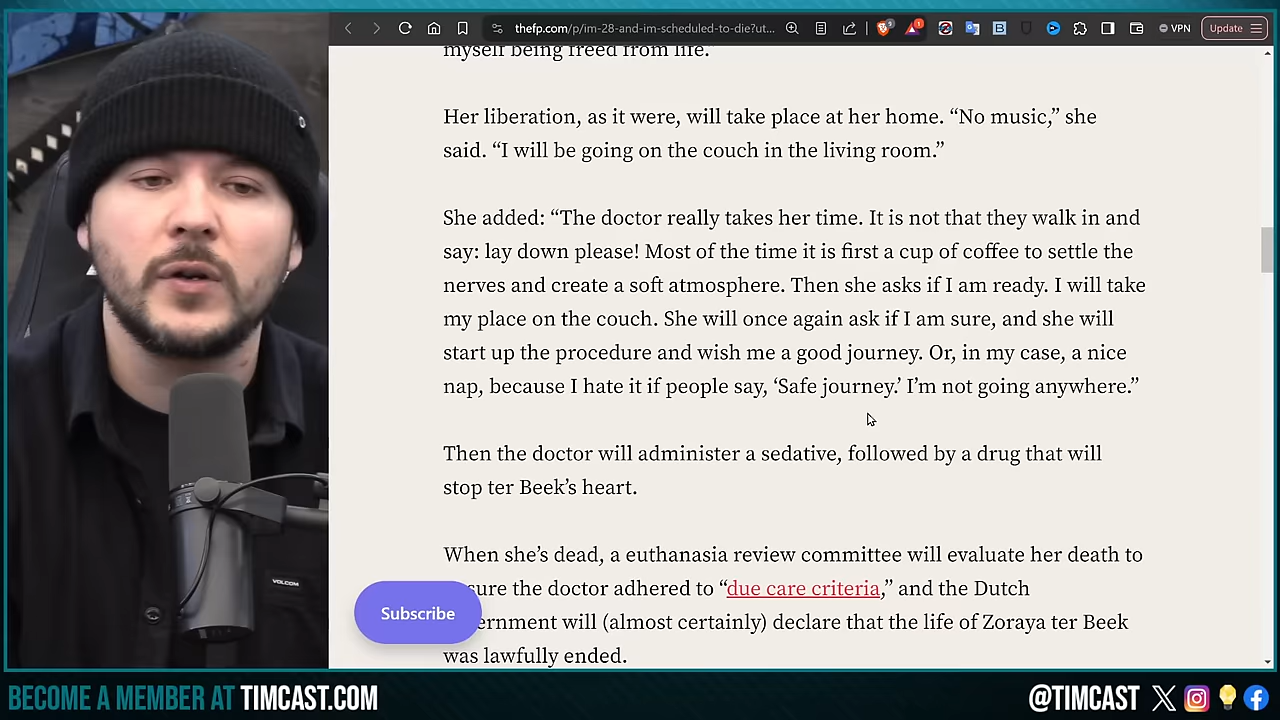 thefp.com/p/im-28-and-im-scheduled-to-die?ut...
VPN
Update
myself being freed from life.
Her liberation, as it were, will take place at her home. “No music,” she
said. “I will be going on the couch in the living room.”
She added: “The doctor really takes her time. It is not that they walk in and
say: lay down please! Most of the time it is first a cup of coffee to settle the
nerves and create a soft atmosphere. Then she asks if I am ready. I will take
my place on the couch. She will once again ask if I am sure, and she will
start up the procedure and wish me a good journey. Or, in my case, a nice
nap, because I hate it if people say, ‘Safe journey.’ I’m not going anywhere.”
Then the doctor will administer a sedative, followed by a drug that will
stop ter Beek’s heart.
When she’s dead, a euthanasia review committee will evaluate her death to
sure the doctor adhered to “due care criteria,” and the Dutch
Subscribe
ernment will (almost certainly) declare that the life of Zoraya ter Beek
was lawfully ended.
VOLCOM
BECOME A MEMBER AT TIMCAST.COM
@TIMCAST